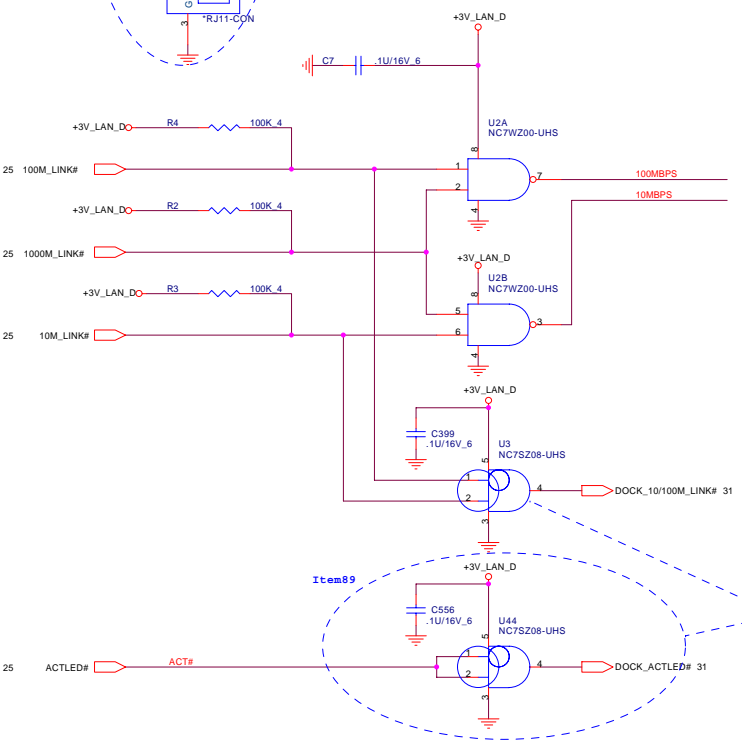 G
3
*RJ11-CON
+3V_LAN_D
C7
.1U/16V_6
+3V_LAN_D
R4
100K_4
U2A
NC7WZ00-UHS
8
25
100M_LINK#
1
2
7
100MBPS
10MBPS
4
+3V_LAN_D
R2
100K_4
25
1000M_LINK#
+3V_LAN_D
U2B
NC7WZ00-UHS
8
+3V_LAN_D
R3
100K_4
5
6
3
25
10M_LINK#
4
+3V_LAN_D
C399
.1U/16V_6
U3
NC7SZ08-UHS
5
1
2
4
DOCK_10/100M_LINK# 31
3
Item89
+3V_LAN_D
C556
.1U/16V_6
U44
NC7SZ08-UHS
5
1
2
4
DOCK_ACTLED# 31
3
25
ACTLED#
ACT#